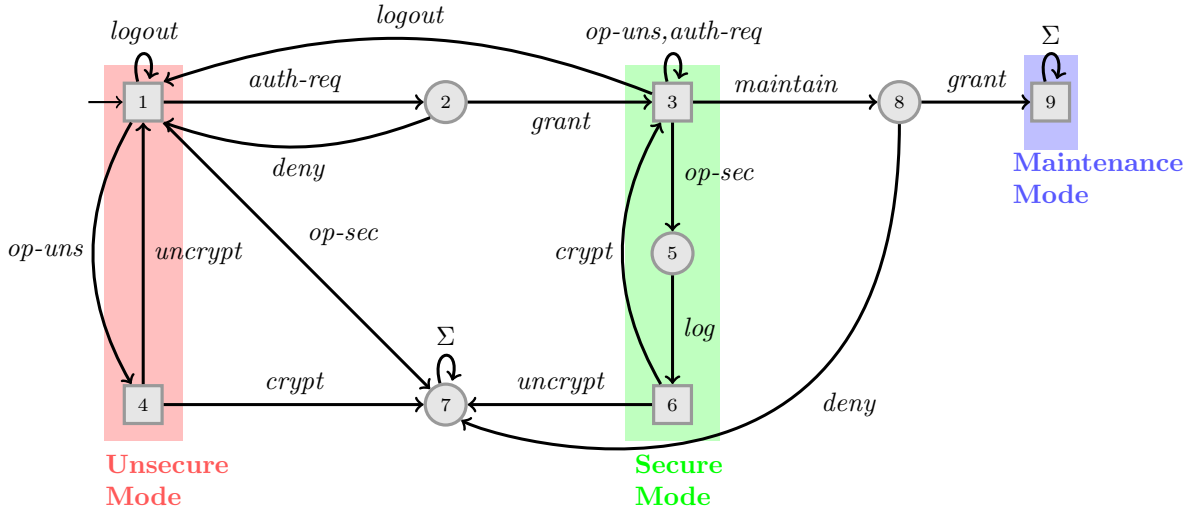 logout
logout
op-uns,auth-req
Σ
1
auth-req
2
grant
3
maintain
8
grant
9
deny
Maintenance
Mode
op-sec
op-uns
uncrypt
op-sec
crypt
5
log
Σ
4
crypt
7
uncrypt
6
deny
Unsecure
Mode
Secure
Mode